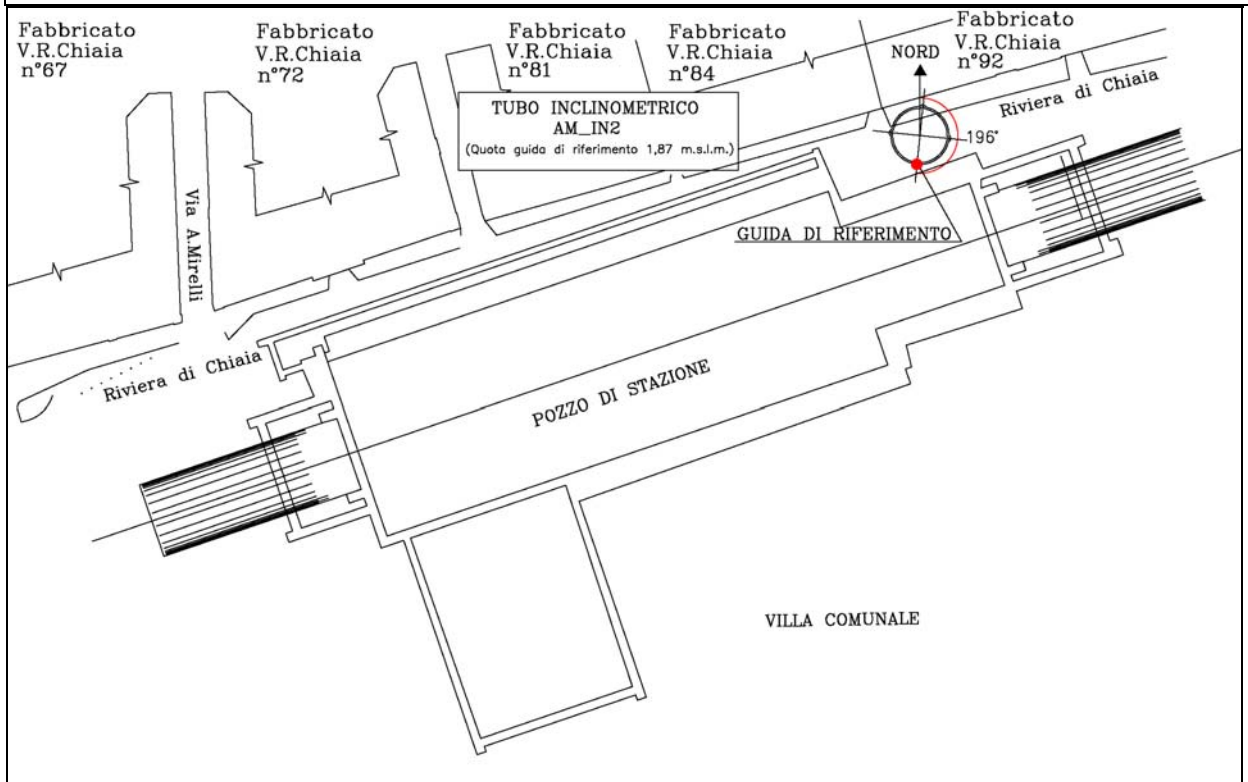 Fabbricato
V.R.Chiaia
n°67
Fabbricato
V.R.Chiaia
n°72
Fabbricato
V.R.Chiaia
n°81
Fabbricato
V.R.Chiaia
n°84
Fabbricato
V.R.Chiaia
n°92
NORD
TUBO INCLINOMETRICO
AM_IN2
(Quota guida di riferimento 1,87 m.s.l.m.)
Riviera di Chiaia
196°
GUIDA DI RIFERIMENTO
Via A.Mirelli
Riviera di Chiaia
POZZO DI STAZIONE
VILLA COMUNALE